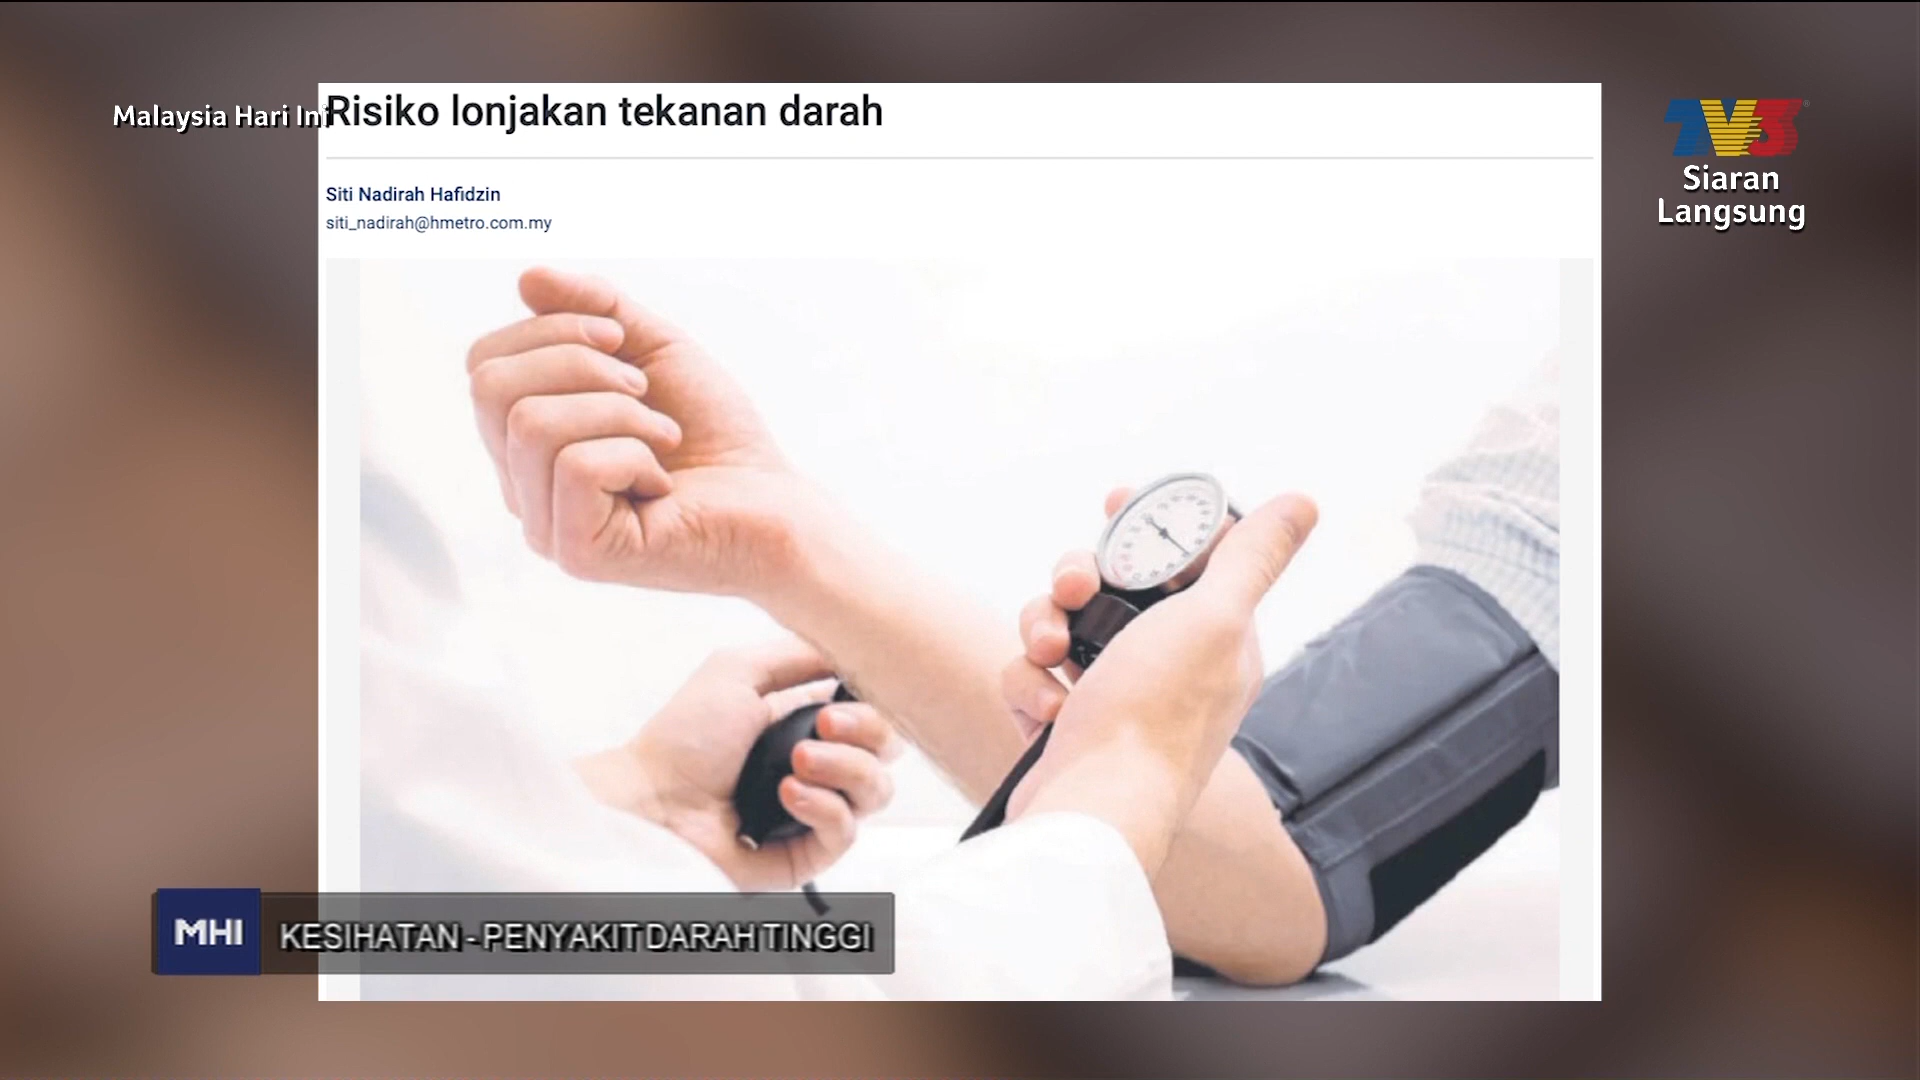 Malaysia Hari Ini
Risiko lonjakan tekanan darah
Siti Nadirah Hafidzin
siti_nadirah@hmetro.com.my
TV3
Siaran
Langsung
MHI
KESIHATAN - PENYAKIT DARAH TINGGI